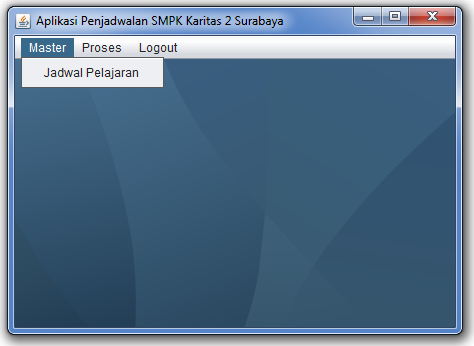 Aplikasi Penjadwalan SMPK Karitas 2 Surabaya
Master Proses Logout
Jadwal Pelajaran